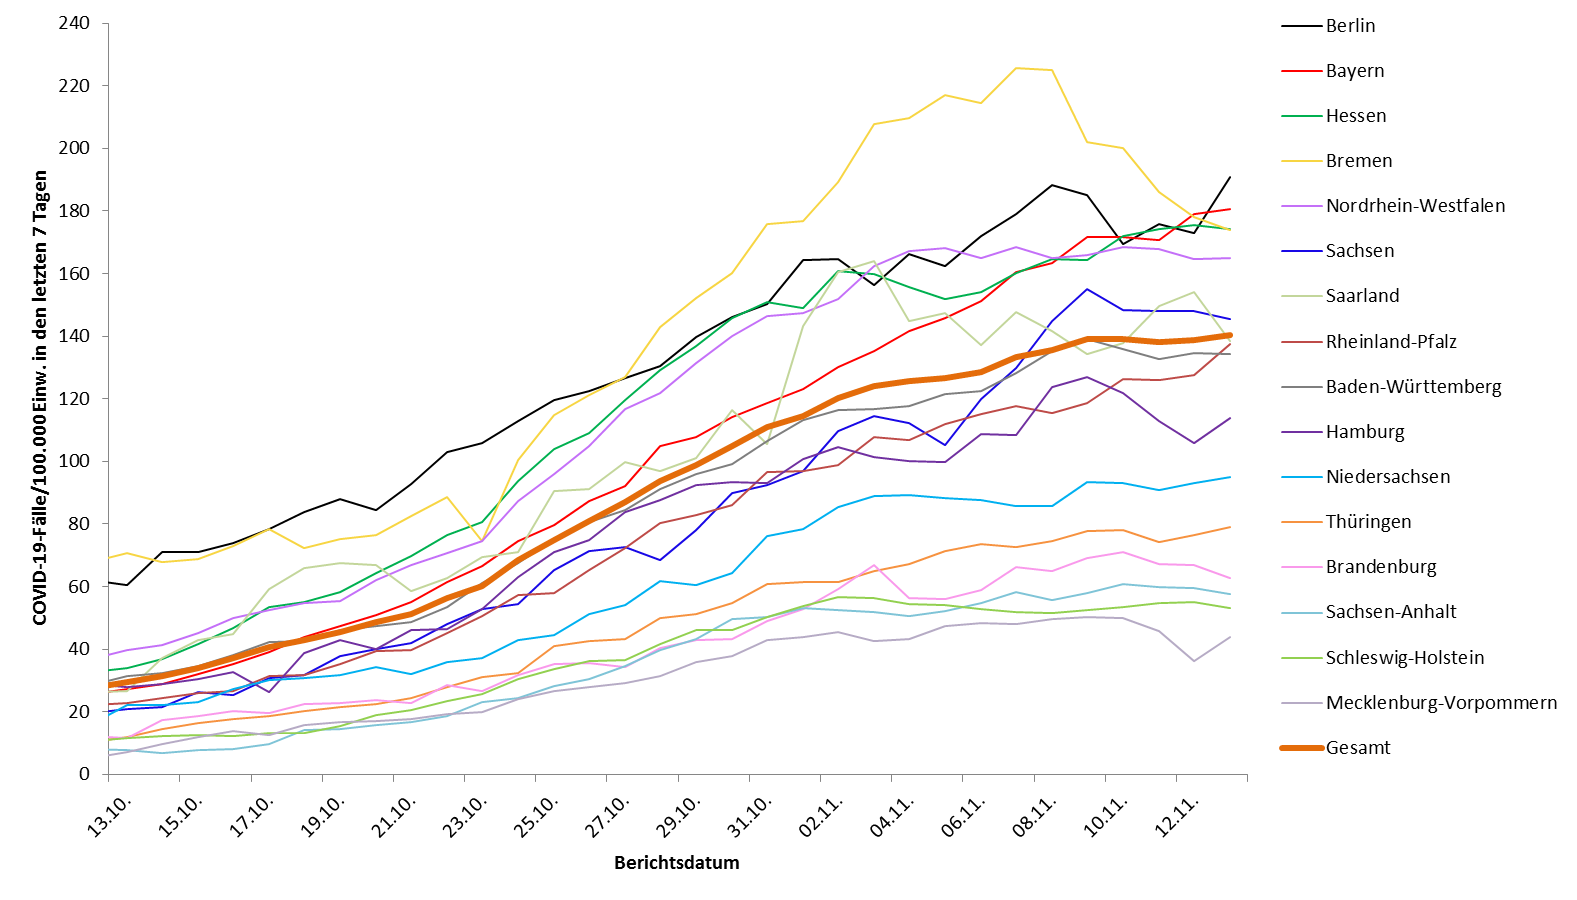 COVID-19-Fälle/100.000Einw. in den letzten 7 Tagen
240
220
200
180
160
140
120
100
80
60
40
20
0
13.10.
15.10.
17.10.
19.10.
21.10.
23.10.
25.10.
27.10.
29.10.
31.10.
02.11.
04.11.
06.11.
08.11.
10.11.
12.11.
Berichtsdatum
Berlin
Bayern
Hessen
Bremen
Nordrhein-Westfalen
Sachsen
Saarland
Rheinland-Pfalz
Baden-Württemberg
Hamburg
Niedersachsen
Thüringen
Brandenburg
Sachsen-Anhalt
Schleswig-Holstein
Mecklenburg-Vorpommern
Gesamt